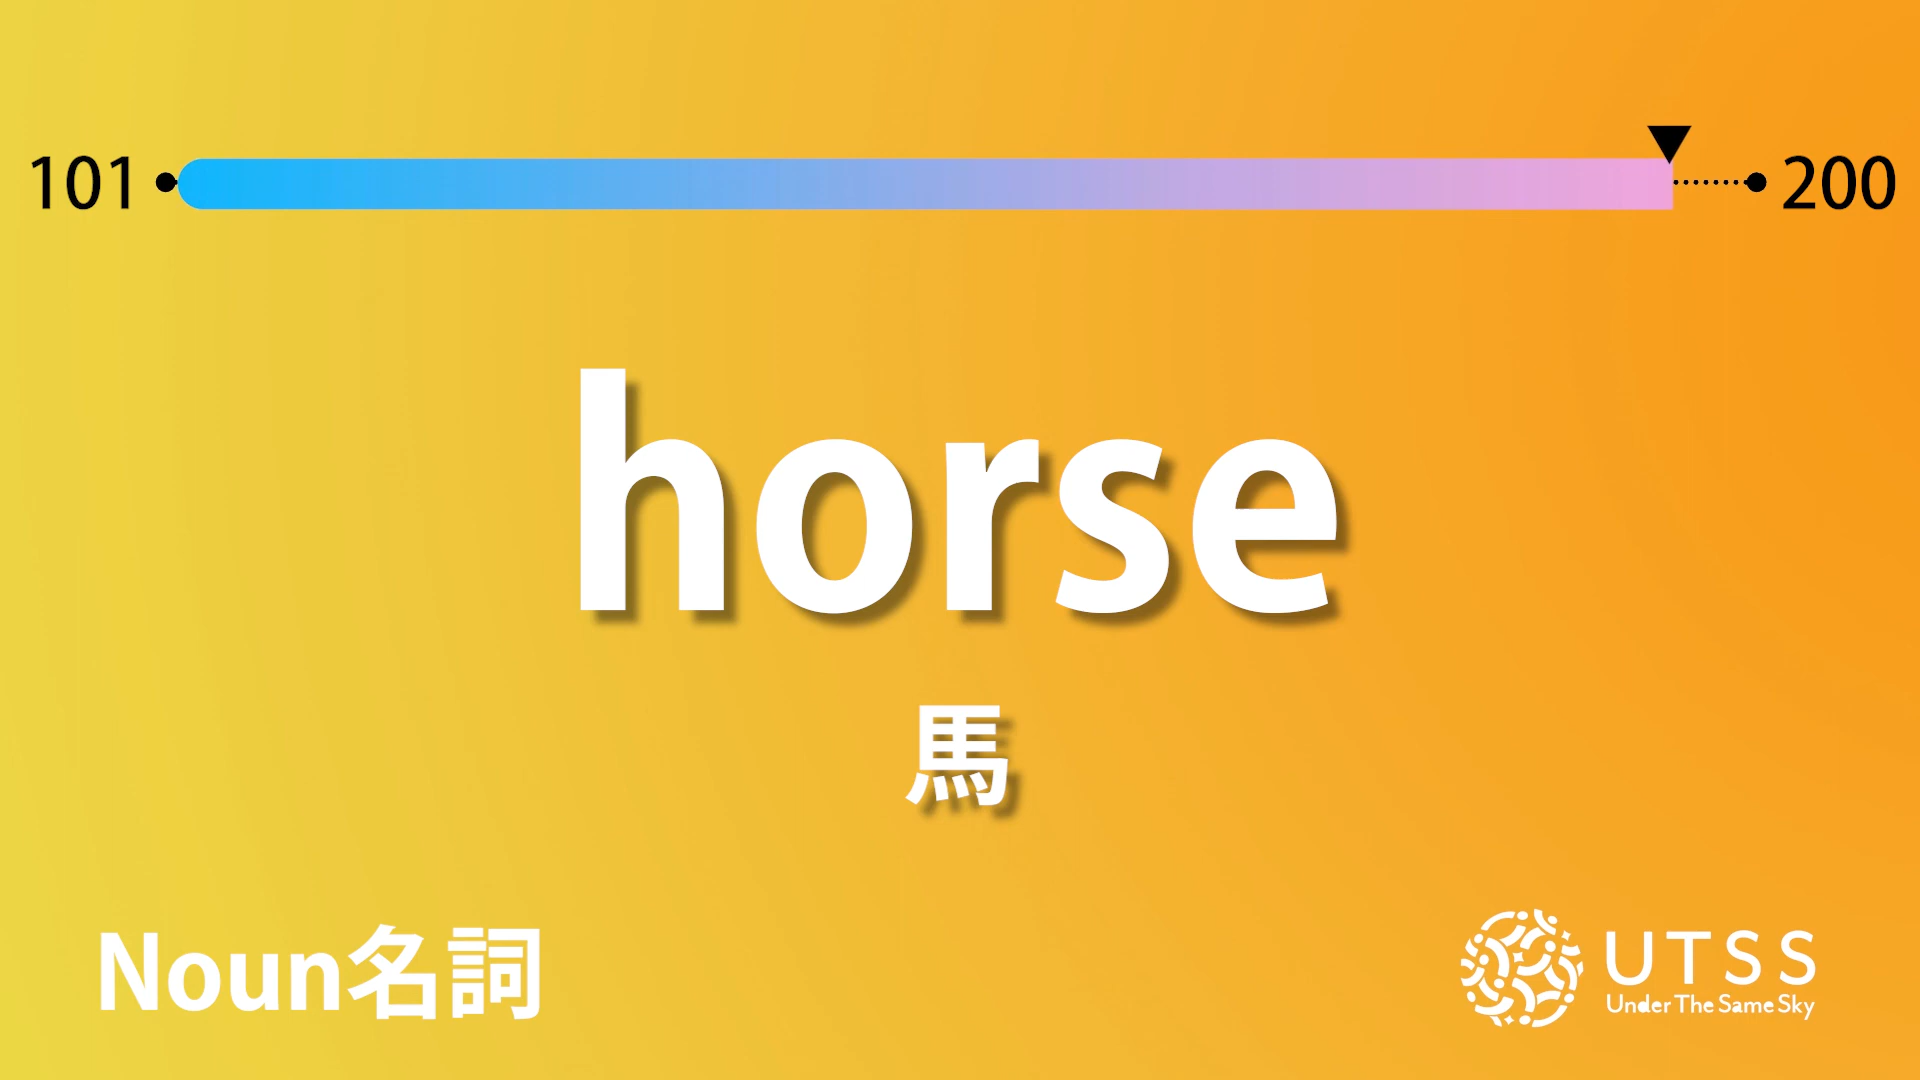 101 200
horse
馬
Noun名詞
UTSS
Under The Same Sky